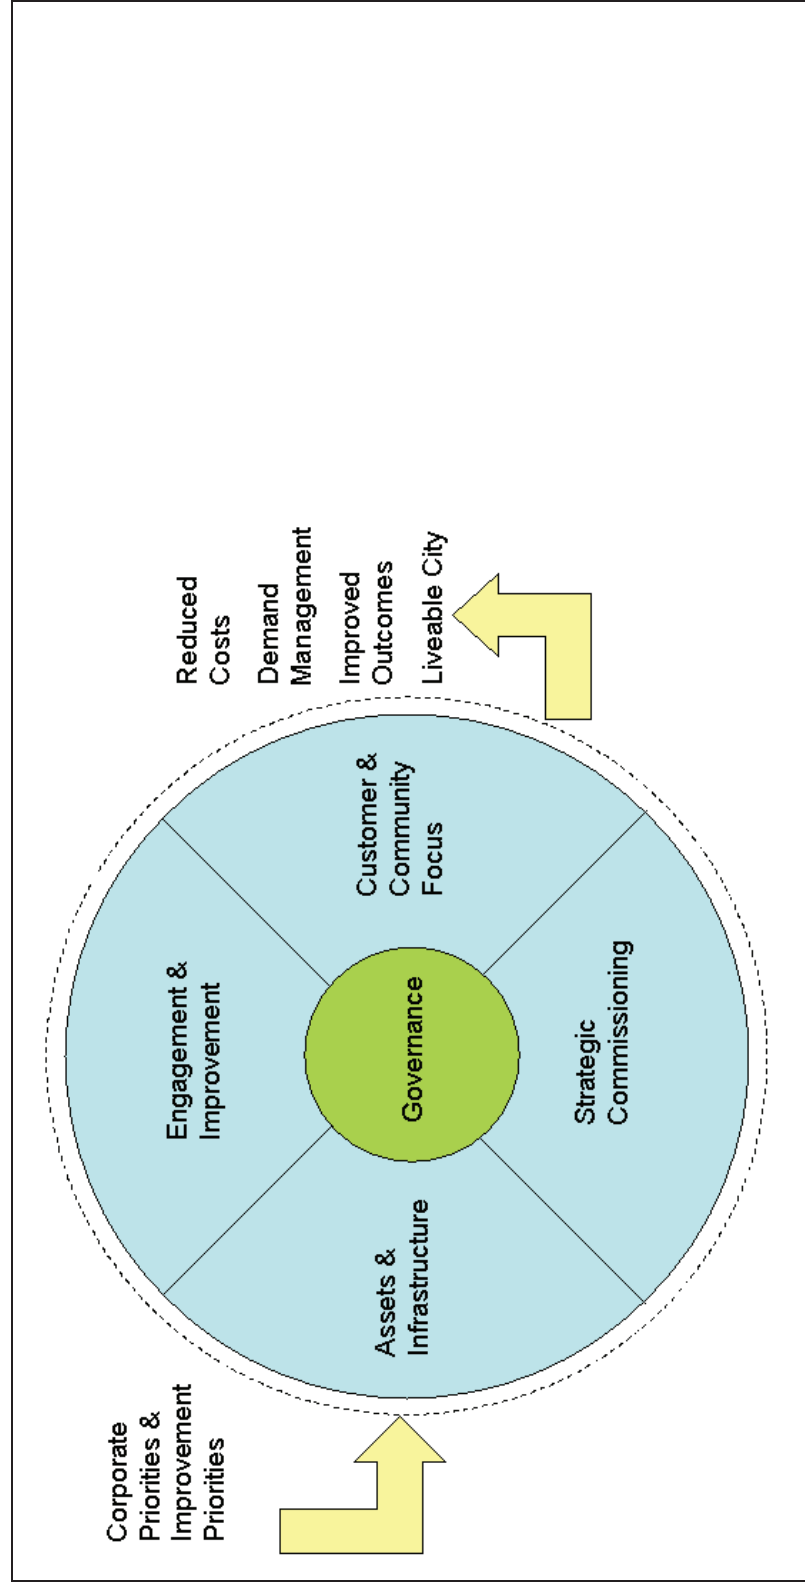 Corporate
Priorities &
Improvement
Priorities
Engagement &
Improvement
Assets &
Infrastructure
Governance
Customer &
Community
Focus
Strategic
Commissioning
Reduced
Costs
Demand
Management
Improved
Outcomes
Liveable City